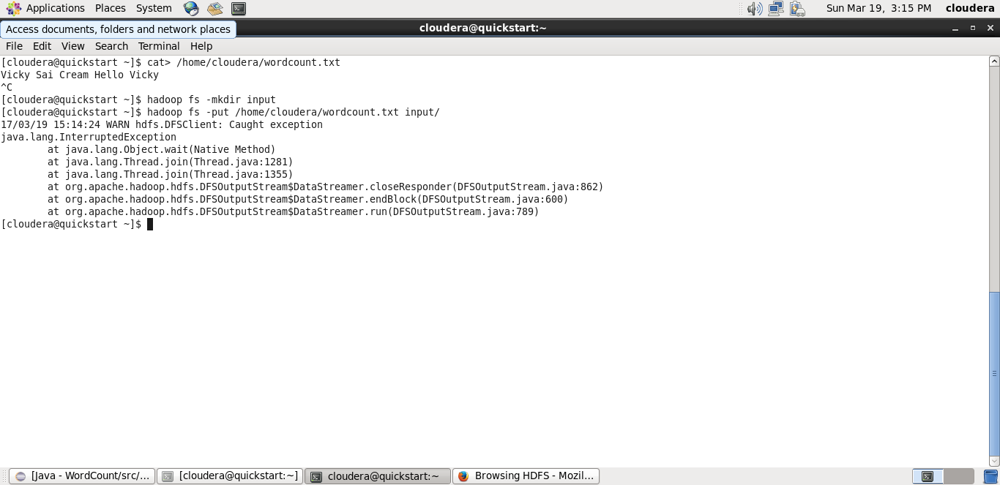 Applications Places System Sun Mar 19, 3:15 PM cloudera
Access documents, folders and network places cloudera@quickstart:~
File Edit View Search Terminal Help
[cloudera@quickstart ~]$ cat> /home/cloudera/wordcount.txt
Vicky Sai Cream Hello Vicky
^C
[cloudera@quickstart ~]$ hadoop fs -mkdir input
[cloudera@quickstart ~]$ hadoop fs -put /home/cloudera/wordcount.txt input/
17/03/19 15:14:24 WARN hdfs.DFSClient: Caught exception
java.lang.InterruptedException
        at java.lang.Object.wait(Native Method)
        at java.lang.Thread.join(Thread.java:1281)
        at java.lang.Thread.join(Thread.java:1355)
        at org.apache.hadoop.hdfs.DFSOutputStream$DataStreamer.closeResponder(DFSOutputStream.java:862)
        at org.apache.hadoop.hdfs.DFSOutputStream$DataStreamer.endBlock(DFSOutputStream.java:600)
        at org.apache.hadoop.hdfs.DFSOutputStream$DataStreamer.run(DFSOutputStream.java:789)
[cloudera@quickstart ~]$
[Java - WordCount/src/... [cloudera@quickstart:~] cloudera@quickstart:~ Browsing HDFS - Mozil...